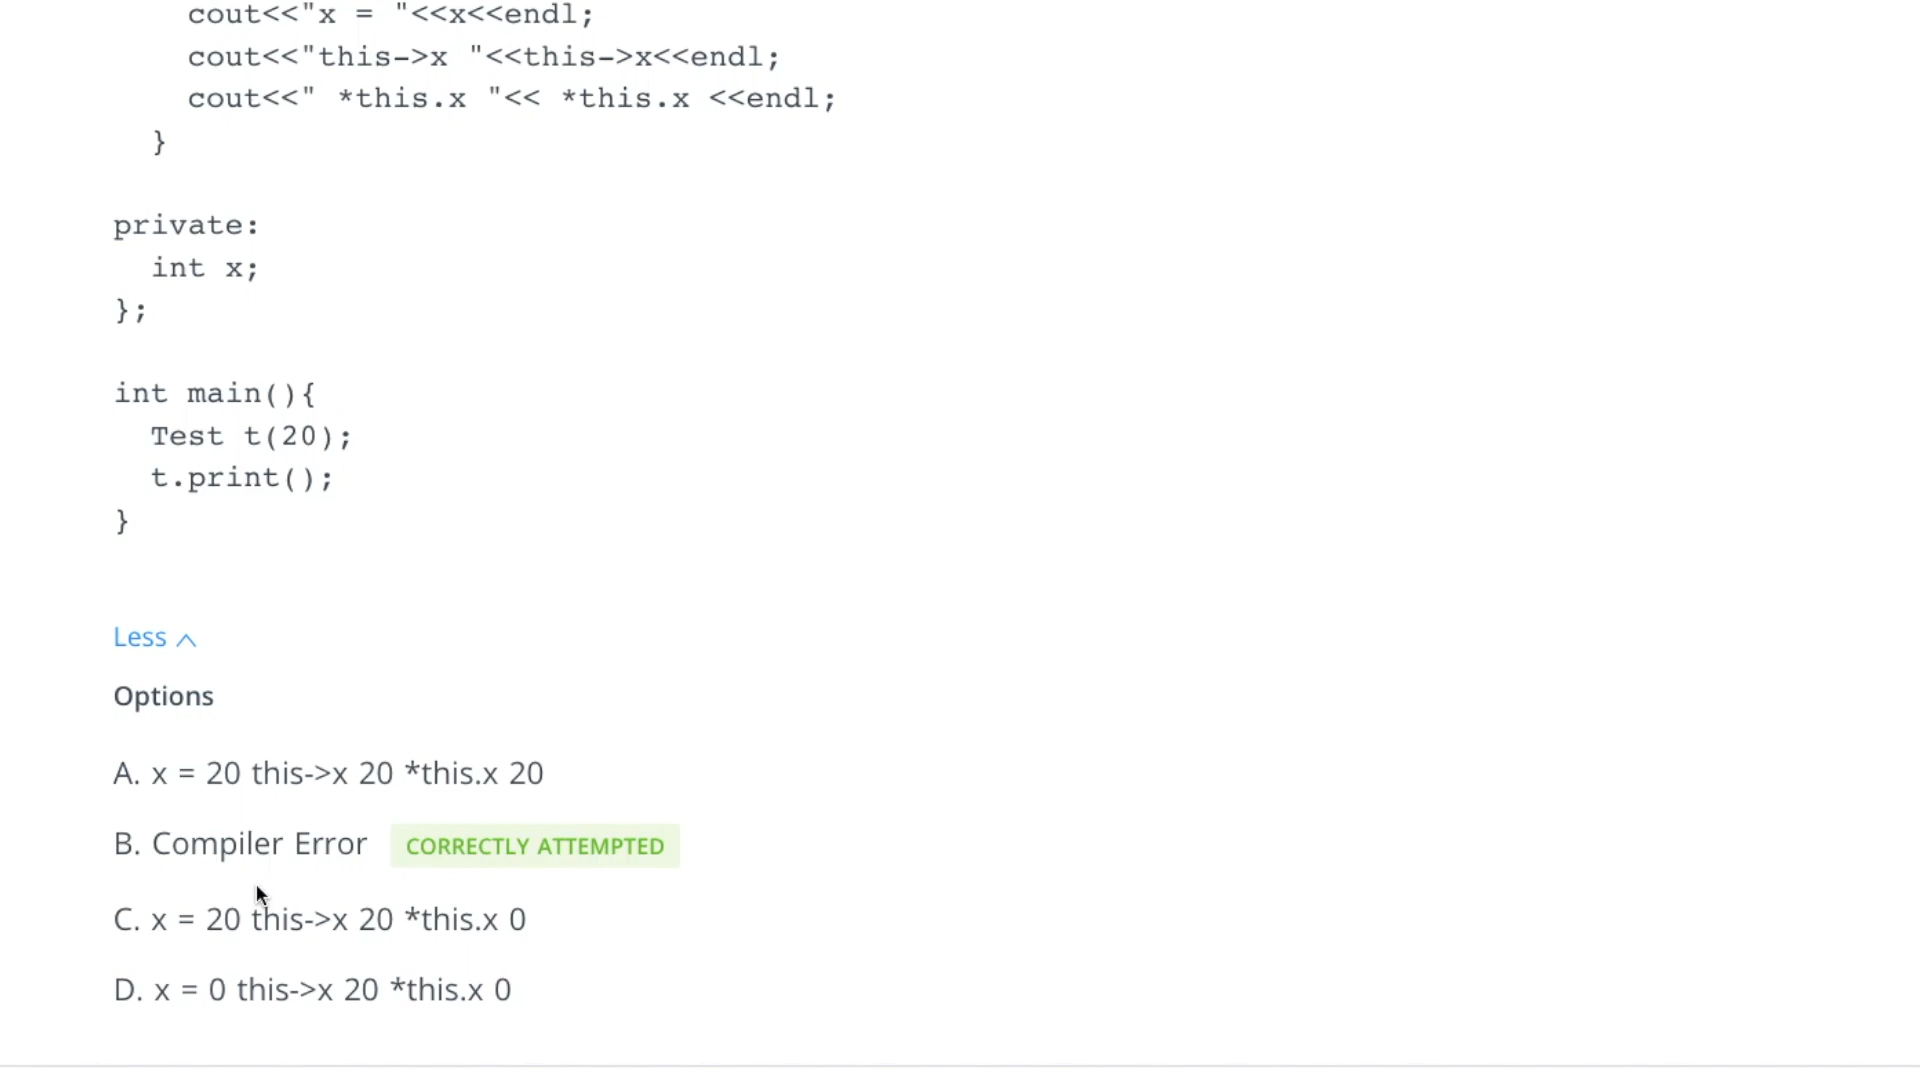 cout<<"x = "<<x<<endl;
cout<<"this->x "<<this->x<<endl;
cout<<" *this.x "<< *this.x <<endl;
}
private:
int x;
};
int main(){
Test t(20);
t.print();
}
Less
Options
A. x = 20 this->x 20 *this.x 20
B. Compiler Error CORRECTLY ATTEMPTED
C. x = 20 this->x 20 *this.x 0
D. x = 0 this->x 20 *this.x 0